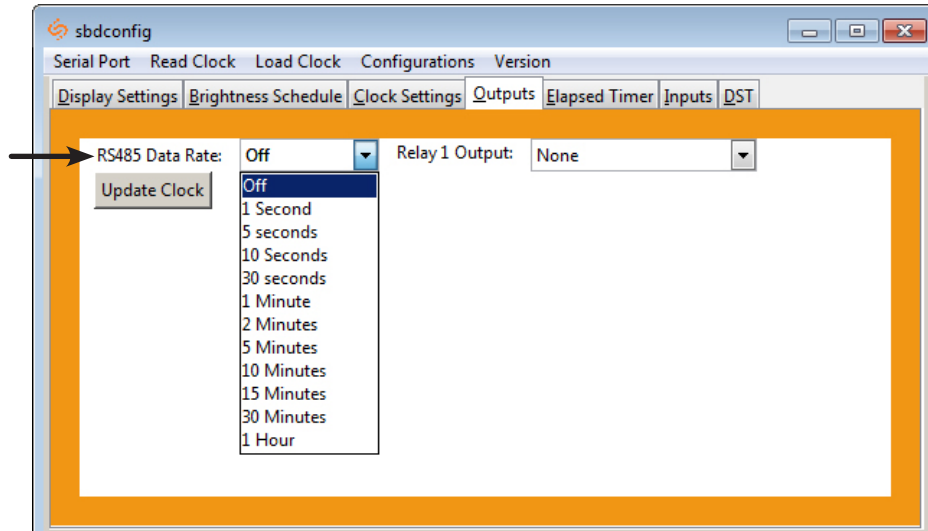 sbdconfig
Serial Port Read Clock Load Clock Configurations Version
Display Settings Brightness Schedule Clock Settings Outputs Elapsed Timer Inputs DST
RS485 Data Rate: Off Relay 1 Output: None
Update Clock
Off
1 Second
5 seconds
10 Seconds
30 seconds
1 Minute
2 Minutes
5 Minutes
10 Minutes
15 Minutes
30 Minutes
1 Hour